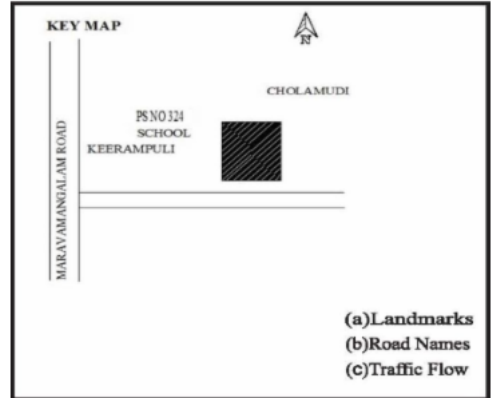 KEY MAP
N
CHOLAMUDI
PS NO 324
SCHOOL
KEERAMPULI
MARAVAMANGALAM ROAD
(a)Landmarks
(b)Road Names
(c)Traffic Flow